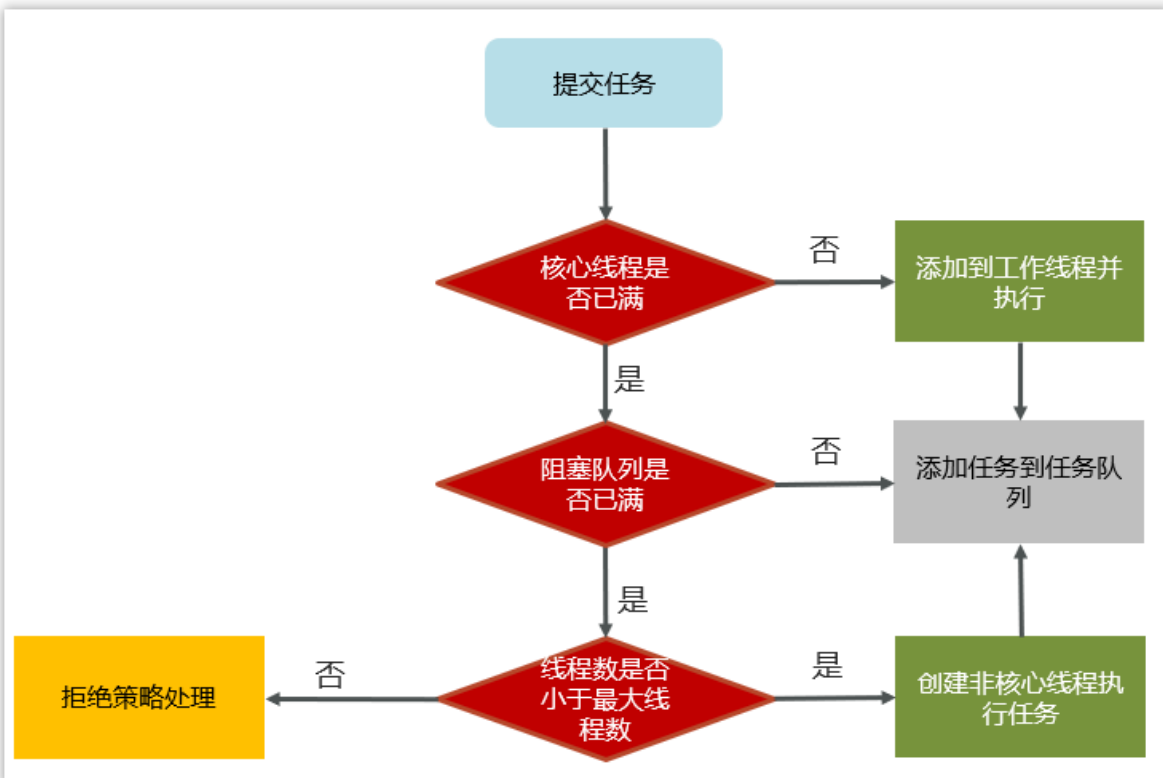 提交任务
核心线程是
否已满
否
添加到工作线程并
执行
是
阻塞队列是
否已满
否
添加任务到任务队
列
是
拒绝策略处理
否
线程数是否
小于最大线
程数
是
创建非核心线程执
行任务